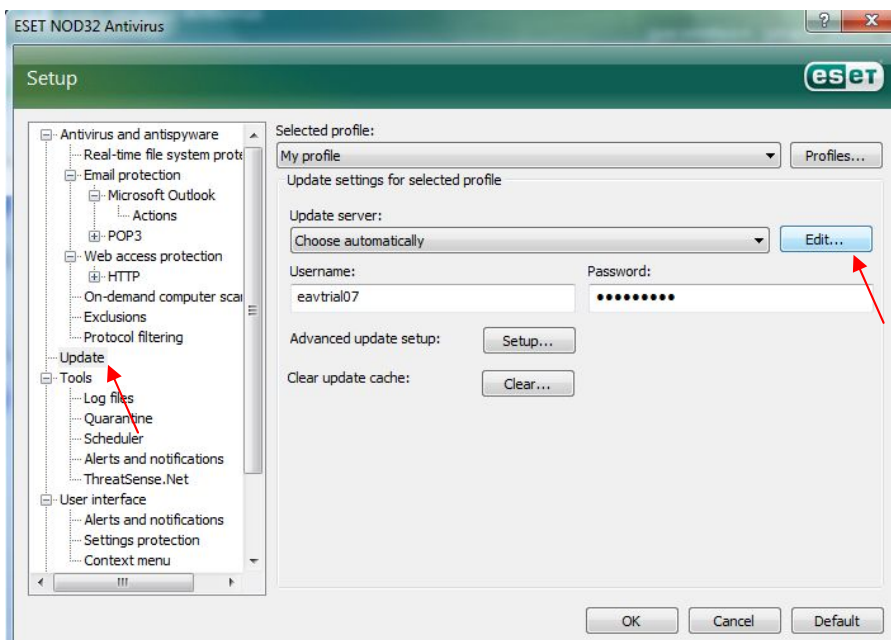 ESET NOD32 Antivirus
Setup
eset
Antivirus and antispyware
Real-time file system prote
Email protection
Microsoft Outlook
Actions
POP3
Web access protection
HTTP
On-demand computer scan
Exclusions
Protocol filtering
Update
Tools
Log files
Quarantine
Scheduler
Alerts and notifications
ThreatSense.Net
User interface
Alerts and notifications
Settings protection
Context menu
Selected profile:
My profile
Profiles...
Update settings for selected profile
Update server:
Choose automatically
Edit...
Username:
Password:
eavtrial07
•••••••••
Advanced update setup:
Setup...
Clear update cache:
Clear...
OK
Cancel
Default